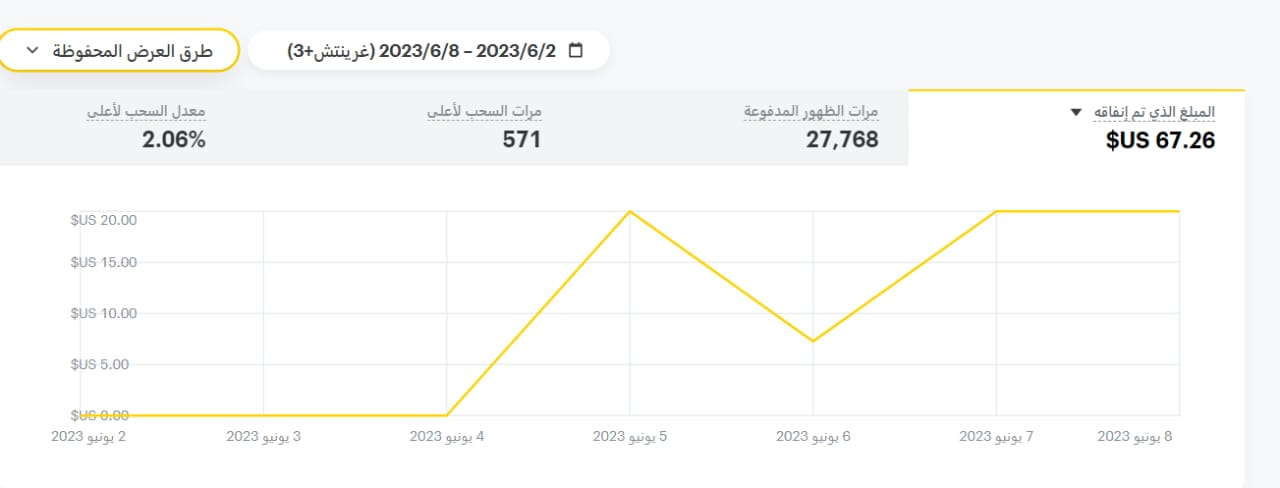 2023/6/2 – 2023/6/8 (غرينتش+3)
طرق العرض المحفوظة
المبلغ الذي تم إنفاقه
$US 67.26
مرات الظهور المدفوعة
27,768
مرات السحب لأعلى
571
معدل السحب لأعلى
2.06%
$US 20.00
$US 15.00
$US 10.00
$US 5.00
$US 0.00
2 يونيو 2023
3 يونيو 2023
4 يونيو 2023
5 يونيو 2023
6 يونيو 2023
7 يونيو 2023
8 يونيو 2023